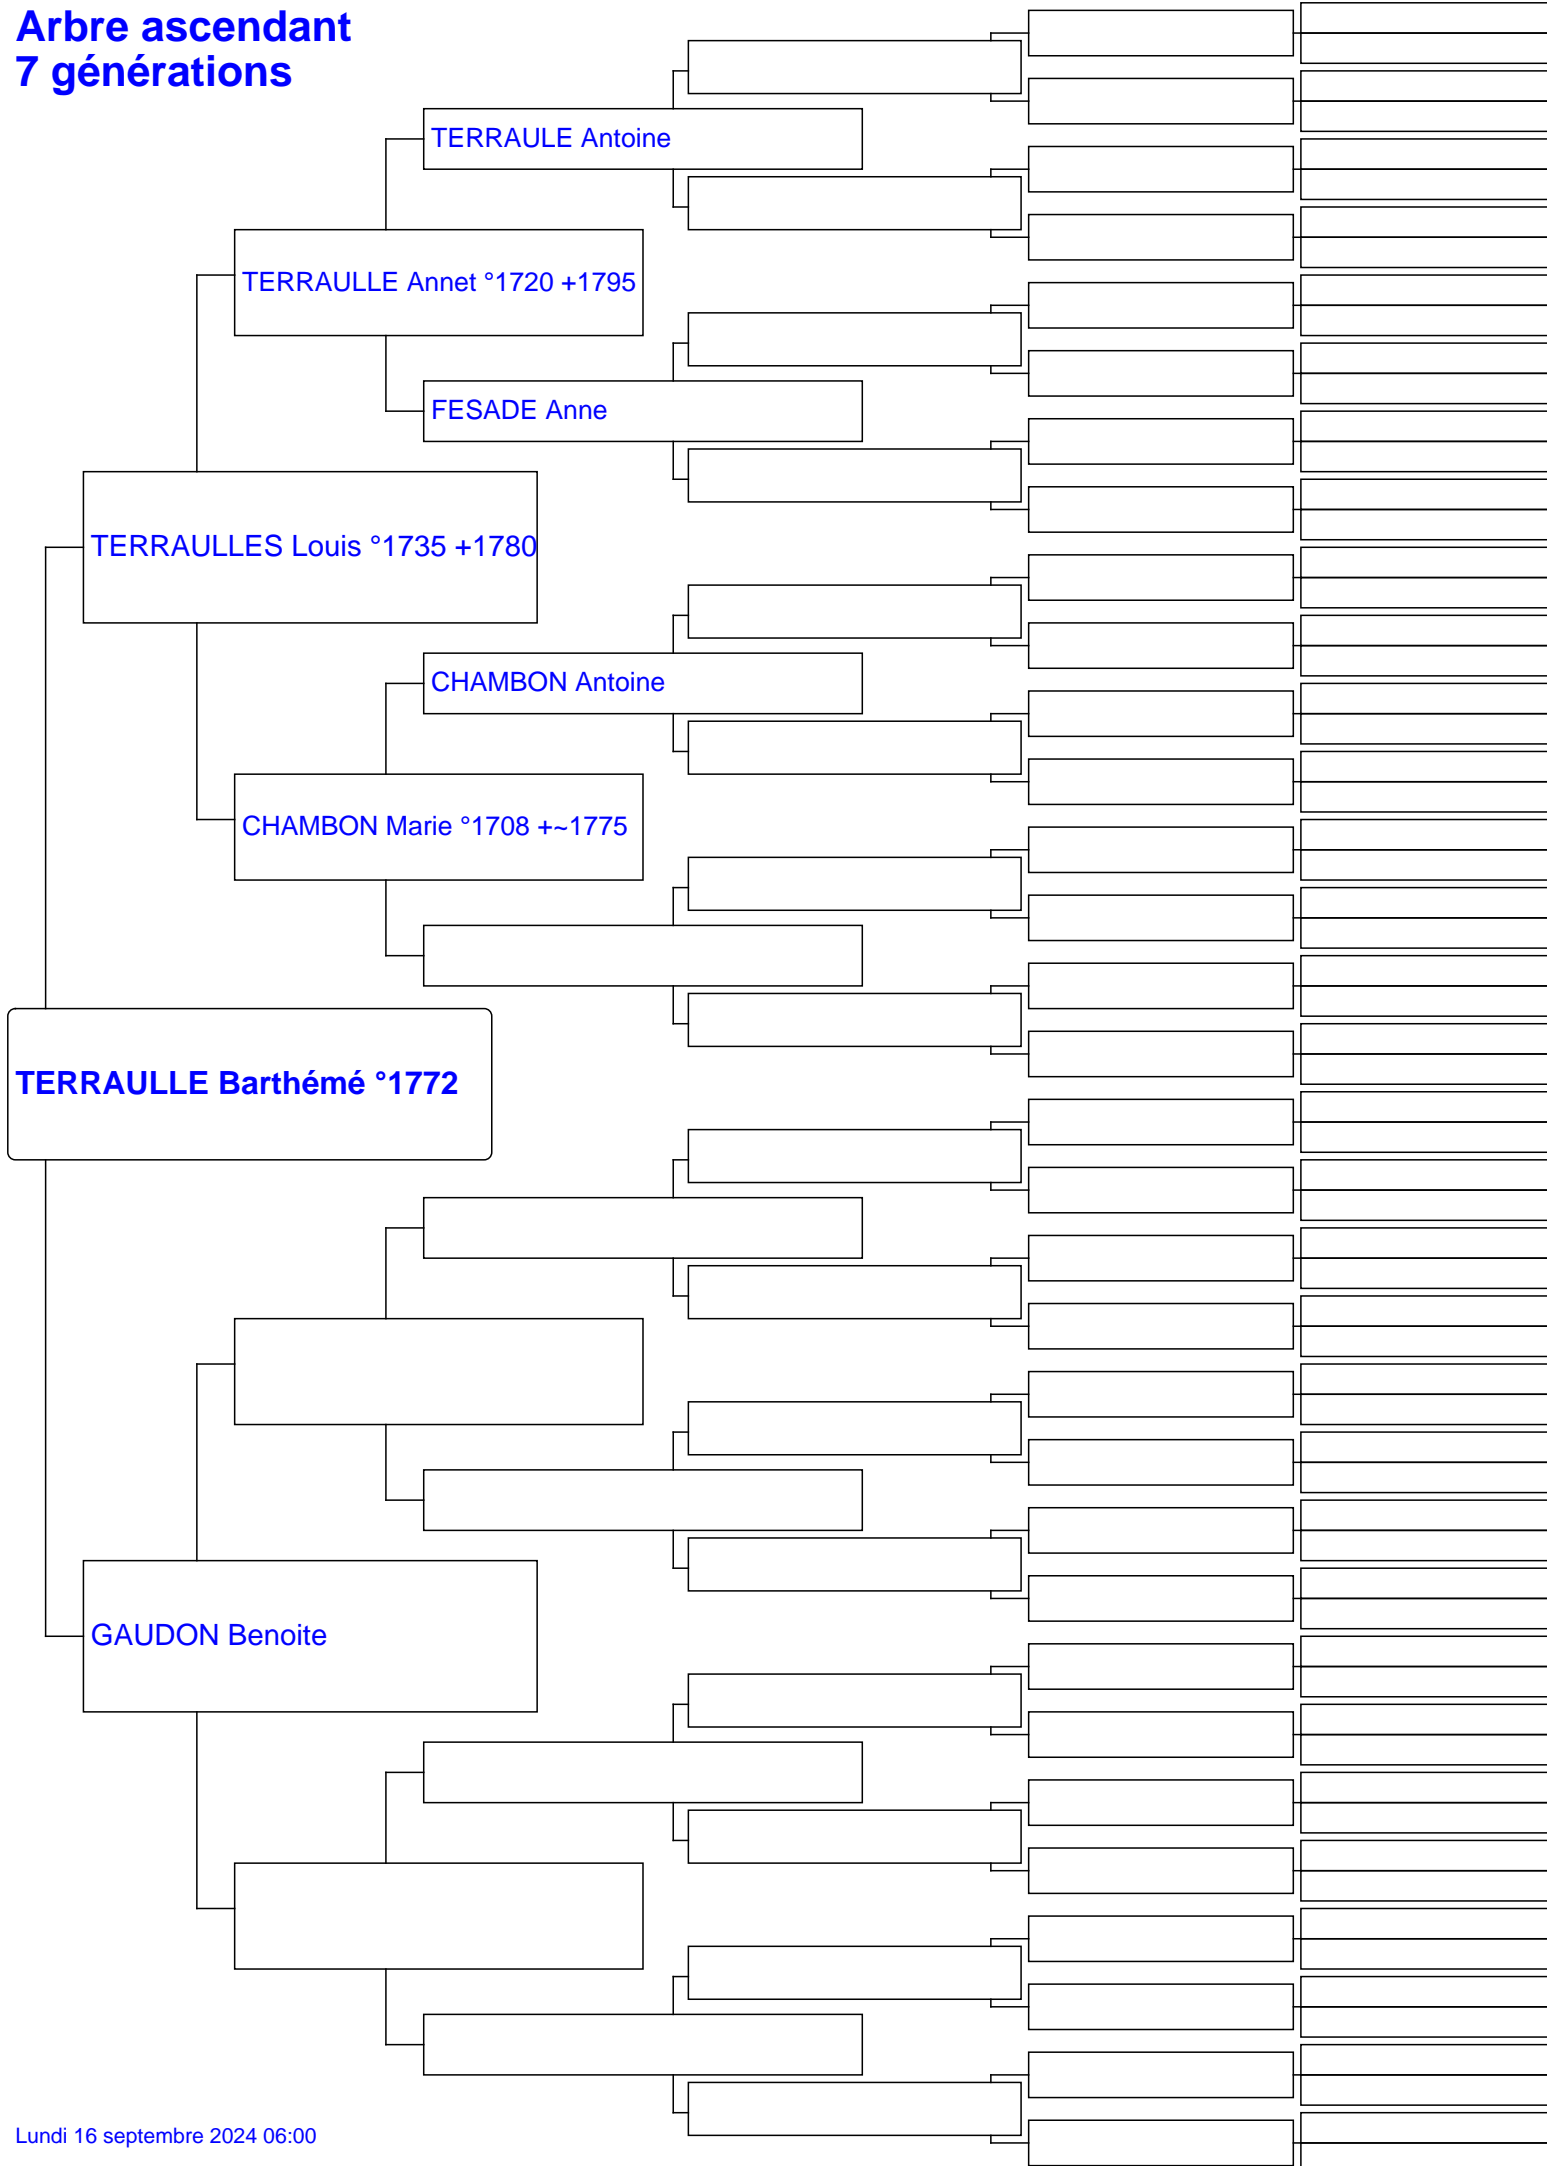 Arbre ascendant
7 générations
TERRAULE Antoine
TERRAULLE Annet °1720 +1795
FESADE Anne
TERRAULLES Louis °1735 +1780
CHAMBON Antoine
CHAMBON Marie °1708 +~1775
TERRAULLE Barthémé °1772
GAUDON Benoite
Lundi 16 septembre 2024 06:00